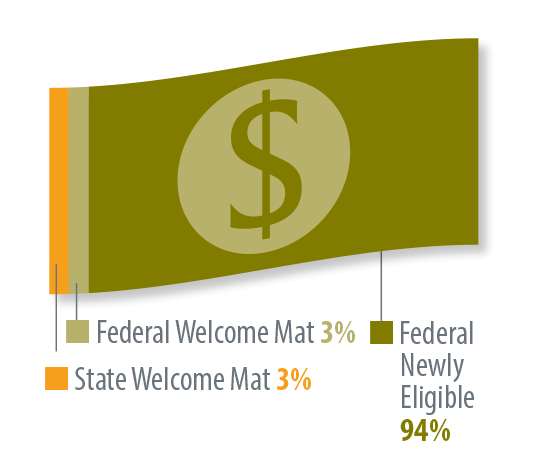 $
Federal Welcome Mat 3%
State Welcome Mat 3%
Federal
Newly
Eligible
94%